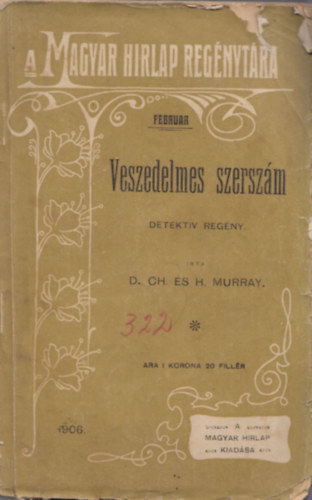 A MAGYAR HIRLAP REGÉNYTÁRA
FEBRUAR
Veszedelmes szerszám
DETEKTIV REGÉNY.
IRTA
D. CH. ÉS H. MURRAY.
322 *
ÁRA 1 KORONA 20 FILLÉR
1906.
A
MAGYAR HIRLAP
KIADÁSA